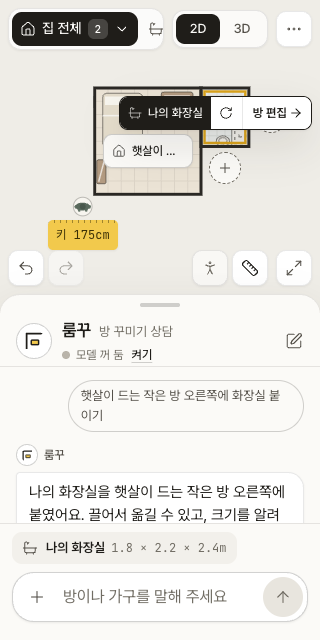 집 전체 2
2D 3D
나의 화장실
방 편집
햇살이 ...
키 175cm
룸꾸 방 꾸미기 상담
모델 꺼 둠 켜기
햇살이 드는 작은 방 오른쪽에 화장실 붙
이기
룸꾸
나의 화장실을 햇살이 드는 작은 방 오른쪽에
붙였어요. 끌어서 옮길 수 있고, 크기를 알려
나의 화장실 1.8 × 2.2 × 2.4m
방이나 가구를 말해 주세요